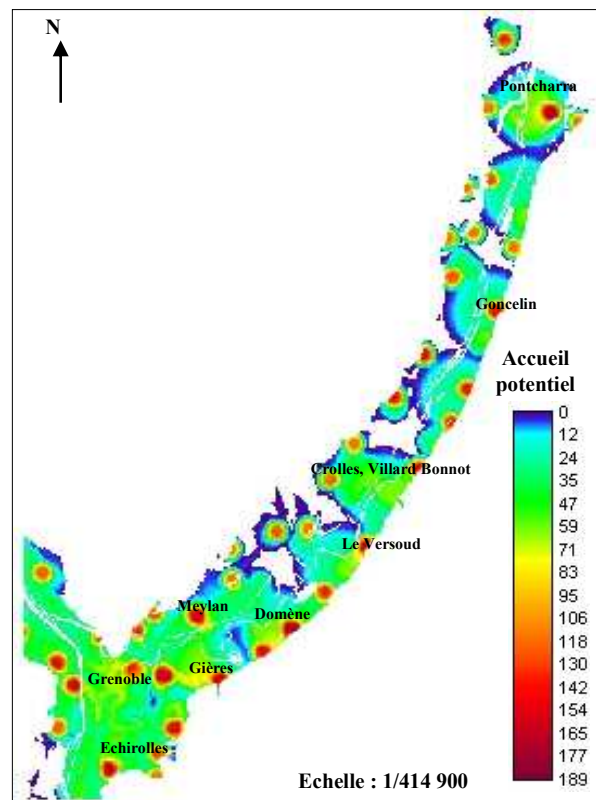 N
Pontcharra
Goncelin
Accueil
potentiel
0
12
24
35
47
59
71
83
95
106
118
130
142
154
165
177
189
Crolles, Villard Bonnot
Le Versoud
Meylan
Domène
Gières
Grenoble
Echirolles
Echelle : 1/414 900